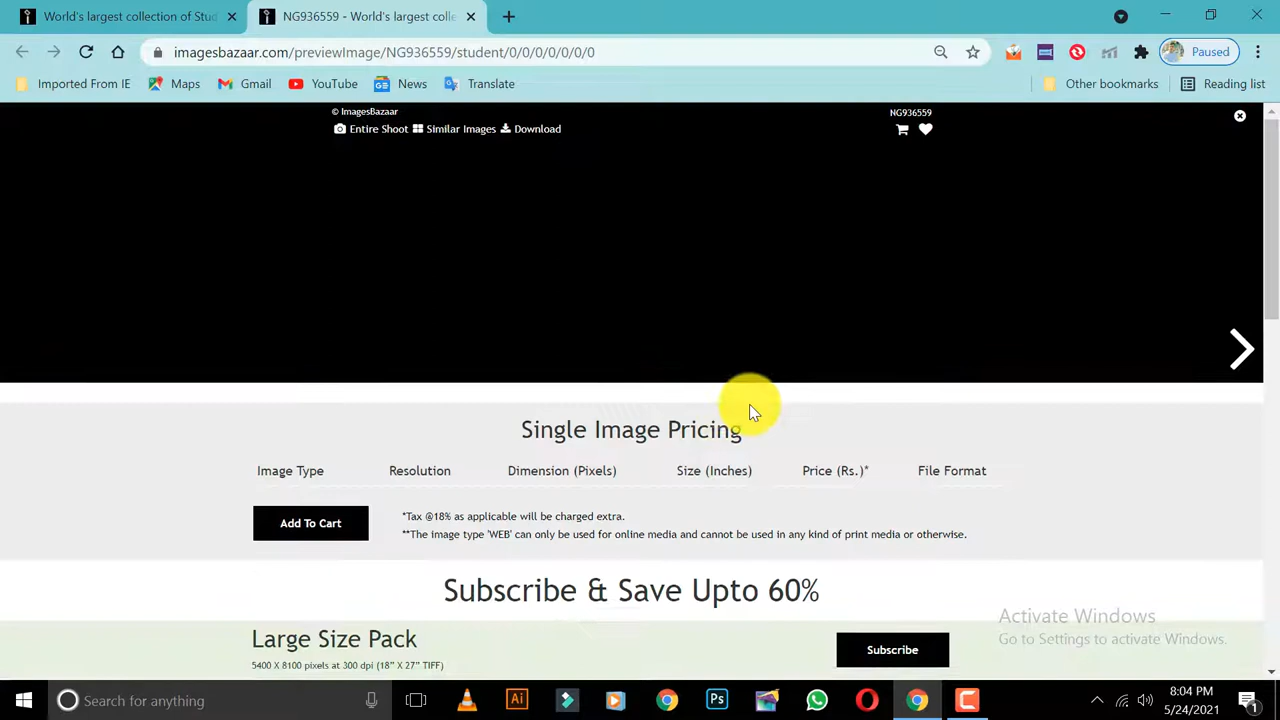 World's largest collection of Stud
NG936559 - World's largest colle
imagesbazaar.com/previewImage/NG936559/student/0/0/0/0/0/0/0
Paused
Imported From IE
Maps
Gmail
YouTube
News
Translate
Other bookmarks
Reading list
© ImagesBazaar
NG936559
Entire Shoot Similar Images Download
Single Image Pricing
Image Type Resolution Dimension (Pixels) Size (Inches) Price (Rs.)* File Format
Add To Cart
*Tax @18% as applicable will be charged extra.
**The image type 'WEB' can only be used for online media and cannot be used in any kind of print media or otherwise.
Subscribe & Save Upto 60%
Large Size Pack
5400 X 8100 pixels at 300 dpi (18" X 27" TIFF)
Subscribe
Activate Windows
Go to Settings to activate Windows.
Search for anything
Ai
Ps
8:04 PM
5/24/2021
1